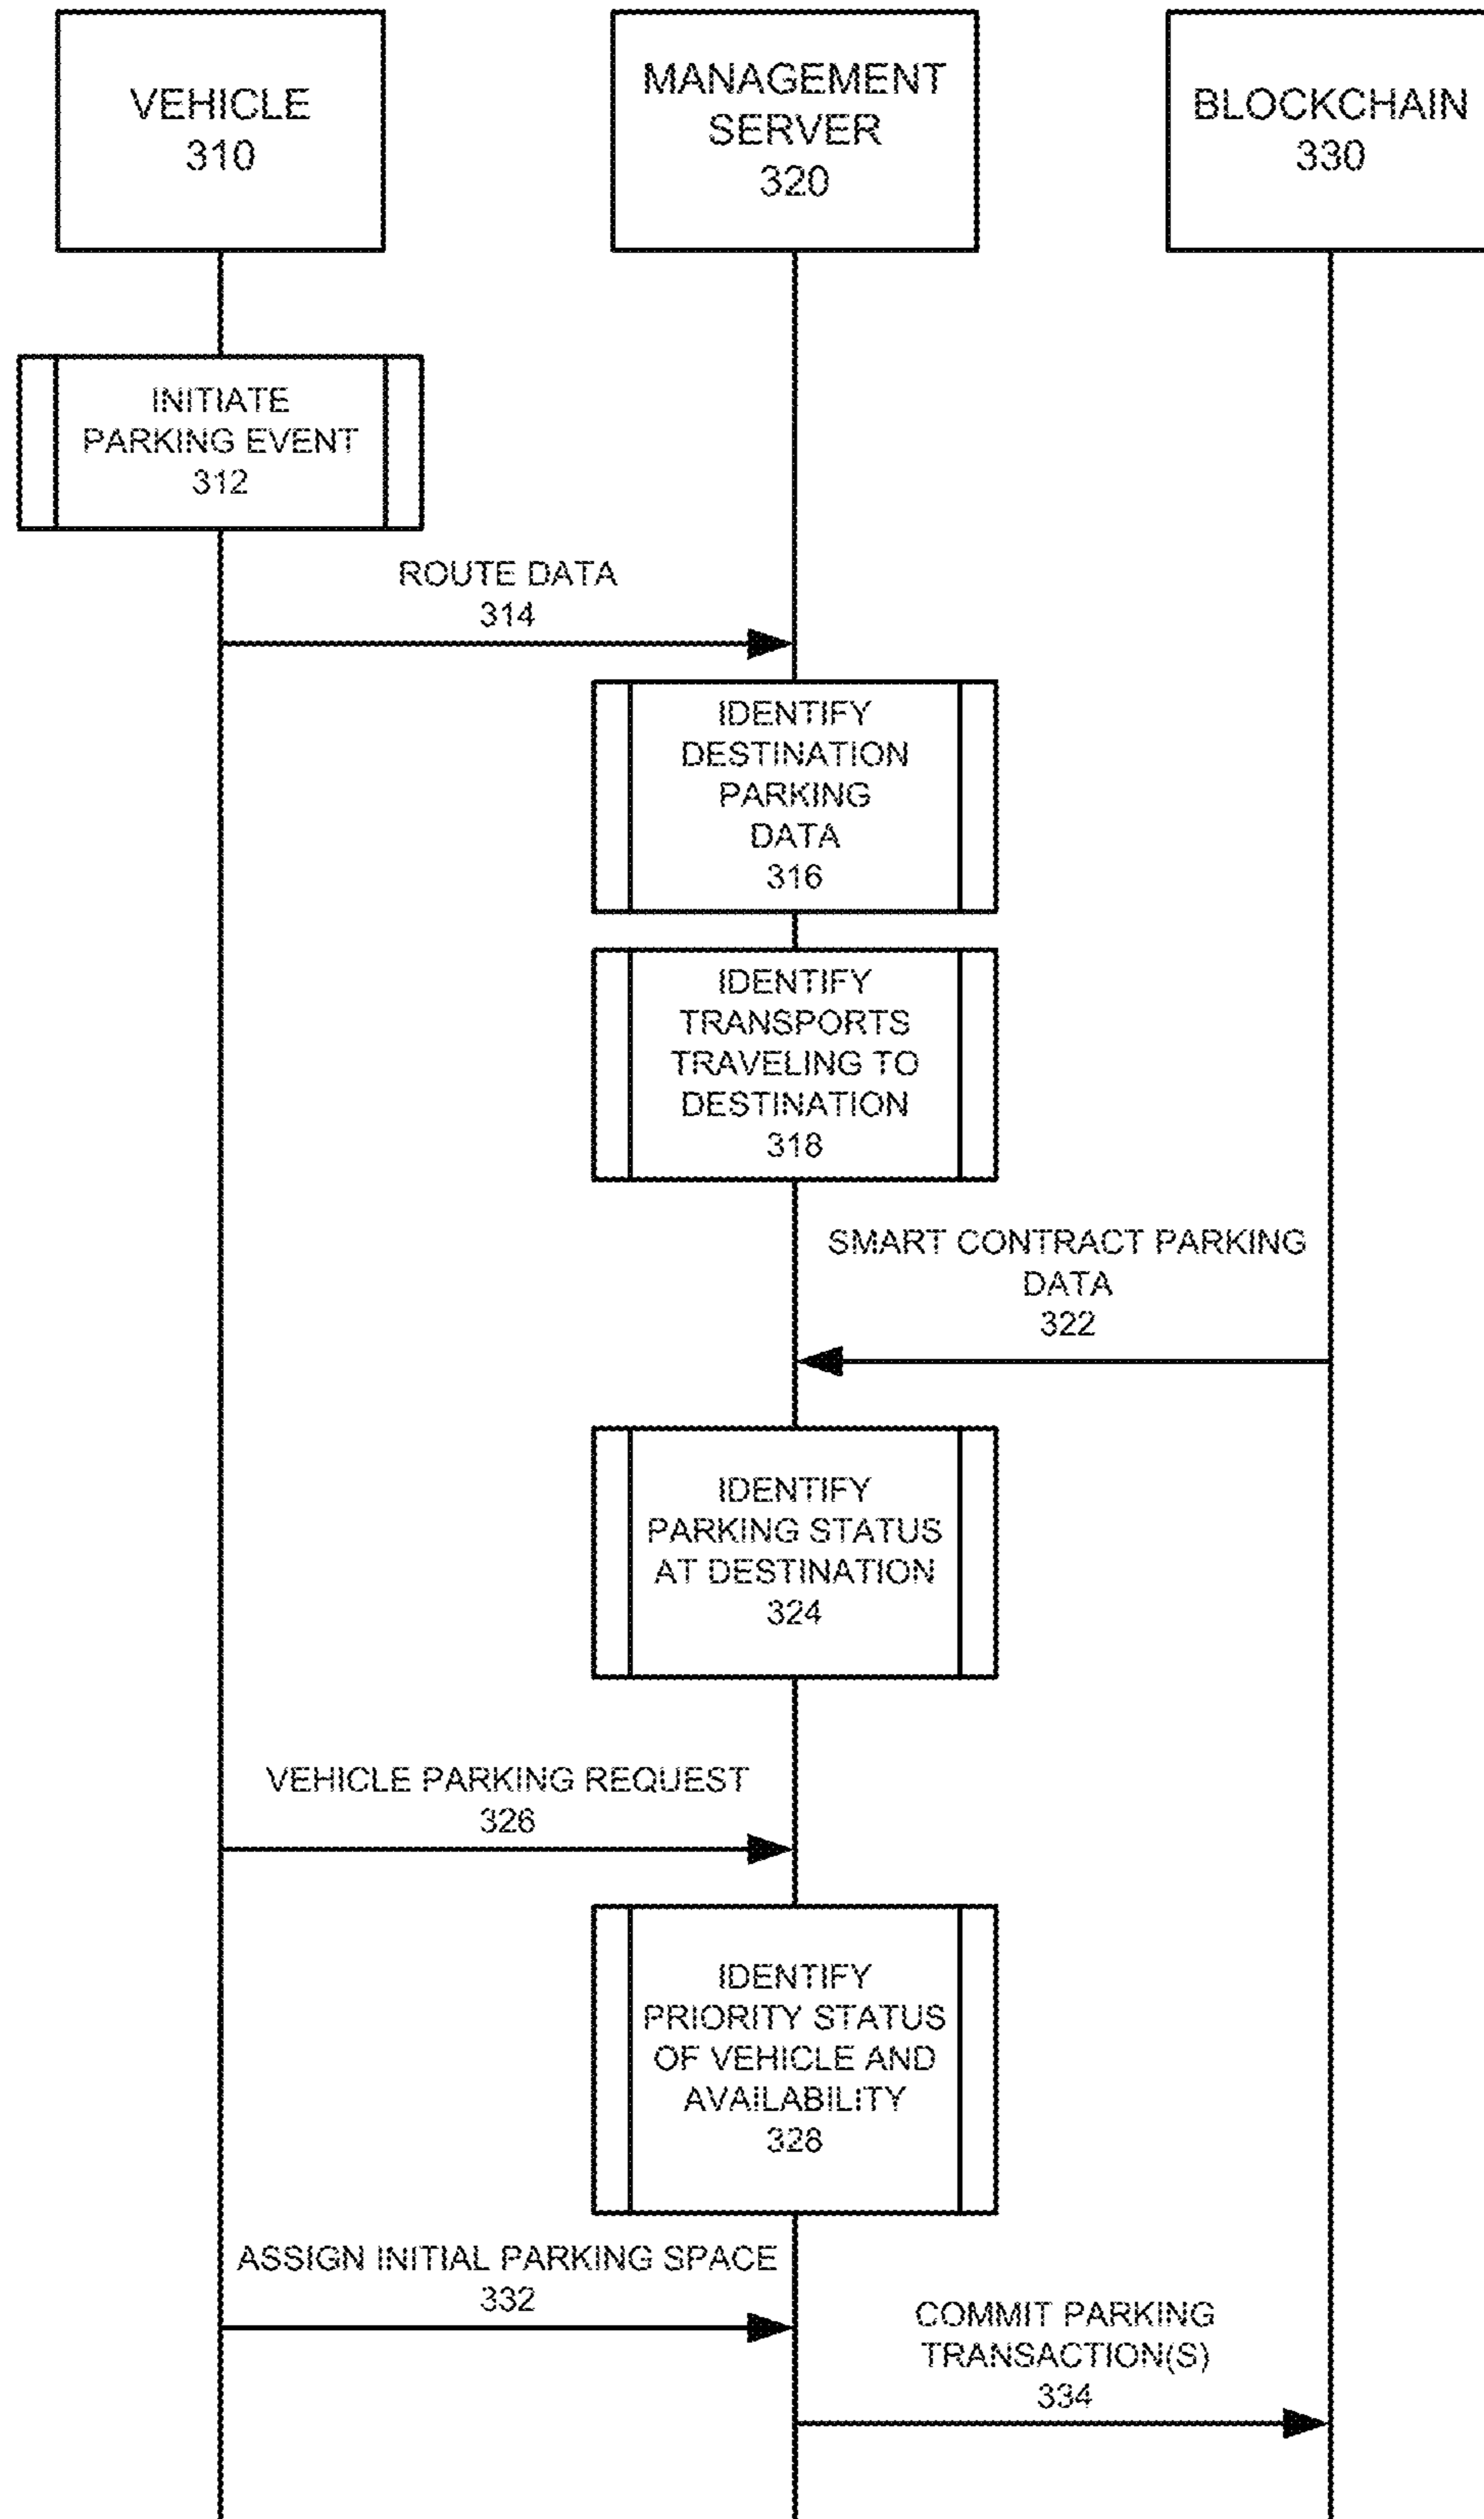 VEHICLE
310
MANAGEMENT
SERVER
320
BLOCKCHAIN
330
INITIATE
PARKING EVENT
312
ROUTE DATA
314
IDENTIFY
DESTINATION
PARKING
DATA
316
IDENTIFY
TRANSPORTS
TRAVELING TO
DESTINATION
318
SMART CONTRACT PARKING
DATA
322
IDENTIFY
PARKING STATUS
AT DESTINATION
324
VEHICLE PARKING REQUEST
326
IDENTIFY
PRIORITY STATUS
OF VEHICLE AND
AVAILABILITY
328
ASSIGN INITIAL PARKING SPACE
332
COMMIT PARKING
TRANSACTION(S)
334